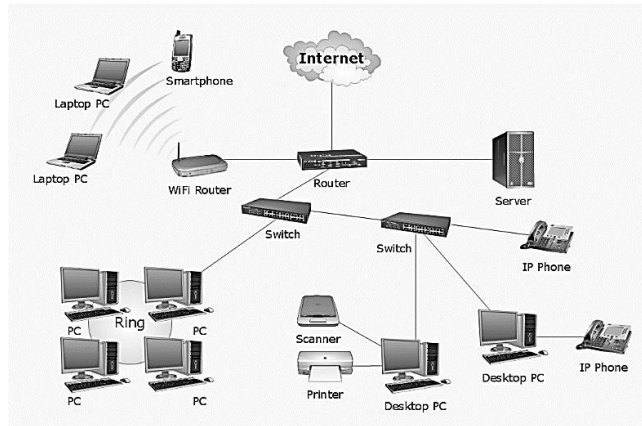 Internet
Smartphone
Laptop PC
Laptop PC
WiFi Router
Router
Server
Switch
Switch
IP Phone
PC
Ring
PC
Scanner
PC
PC
Printer
Desktop PC
Desktop PC
IP Phone